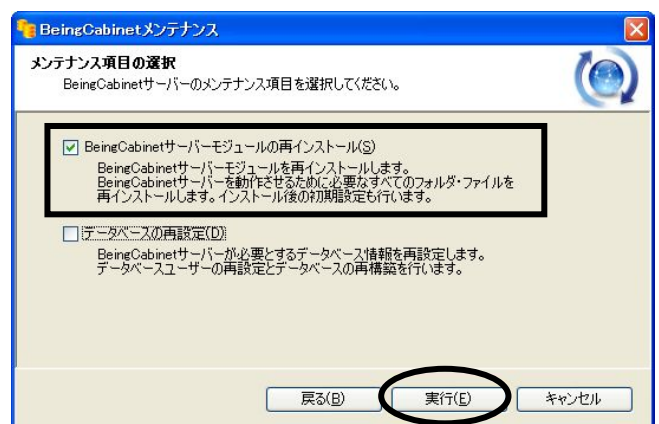 BeingCabinetメンテナンス
メンテナンス項目の選択
BeingCabinetサーバーのメンテナンス項目を選択してください。
BeingCabinetサーバーモジュールの再インストール(S)
BeingCabinetサーバーモジュールを再インストールします。
BeingCabinetサーバーを動作させるために必要なすべてのフォルダ・ファイルを
再インストールします。インストール後の初期設定も行います。
データベースの再設定(D)
BeingCabinetサーバーが必要とするデータベース情報を再設定します。
データベースユーザーの再設定とデータベースの再構築を行います。
戻る(B) 実行(E) キャンセル